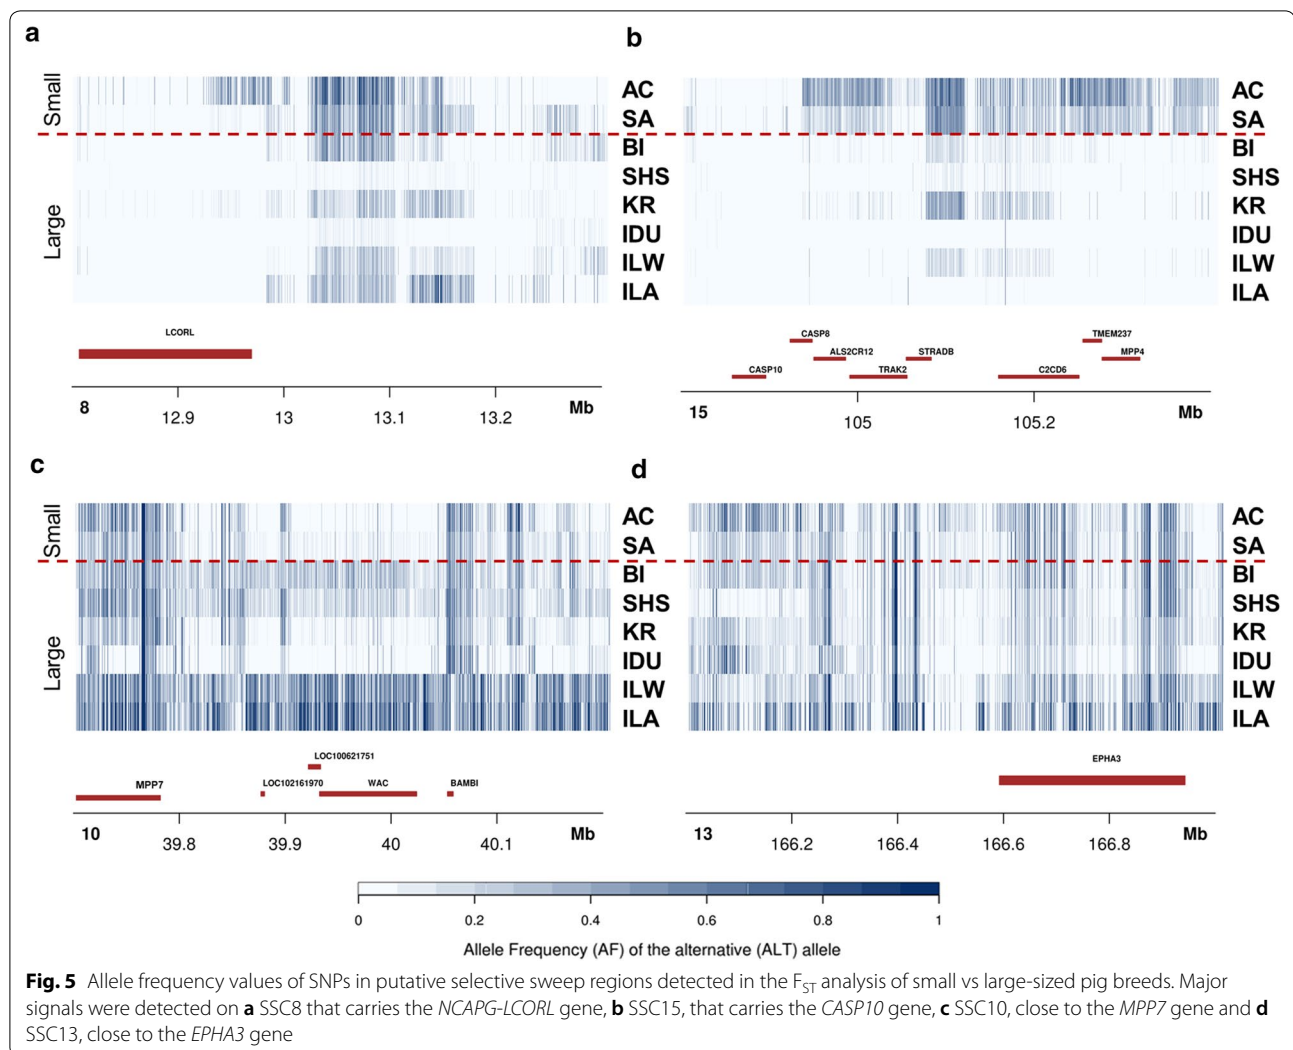 a
Small
Large
AC
SA
BI
SHS
KR
IDU
ILW
ILA
LCORL
8 12.9 13 13.1 13.2 Mb
b
AC
SA
BI
SHS
KR
IDU
ILW
ILA
CASP8 TMEM237
ALS2CR12 STRADB MPP4
CASP10 TRAK2 C2CD6
15 105 105.2 Mb
c
Small
Large
AC
SA
BI
SHS
KR
IDU
ILW
ILA
LOC100621751
MPP7 LOC102161970 WAC BAMBI
10 39.8 39.9 40 40.1 Mb
d
AC
SA
BI
SHS
KR
IDU
ILW
ILA
EPHA3
13 166.2 166.4 166.6 166.8 Mb
0 0.2 0.4 0.6 0.8 1
Allele Frequency (AF) of the alternative (ALT) allele
Fig. 5 Allele frequency values of SNPs in putative selective sweep regions detected in the FST analysis of small vs large-sized pig breeds. Major
signals were detected on a SSC8 that carries the NCAPG-LCORL gene, b SSC15, that carries the CASP10 gene, c SSC10, close to the MPP7 gene and d
SSC13, close to the EPHA3 gene